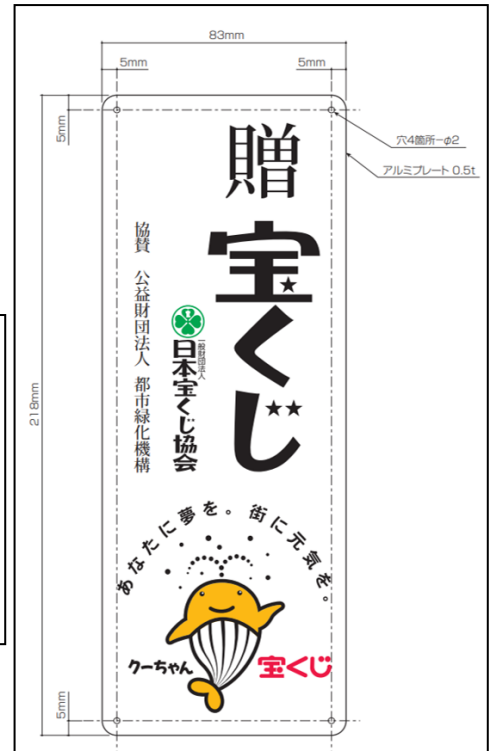 83mm
5mm
5mm
5mm
穴4箇所-φ2
アルミプレート 0.5t
218mm
贈
宝くじ
一般財団法人
日本宝くじ協会
協賛 公益財団法人 都市緑化機構
あなたに夢を。街に元気を。
クーちゃん
宝くじ
5mm